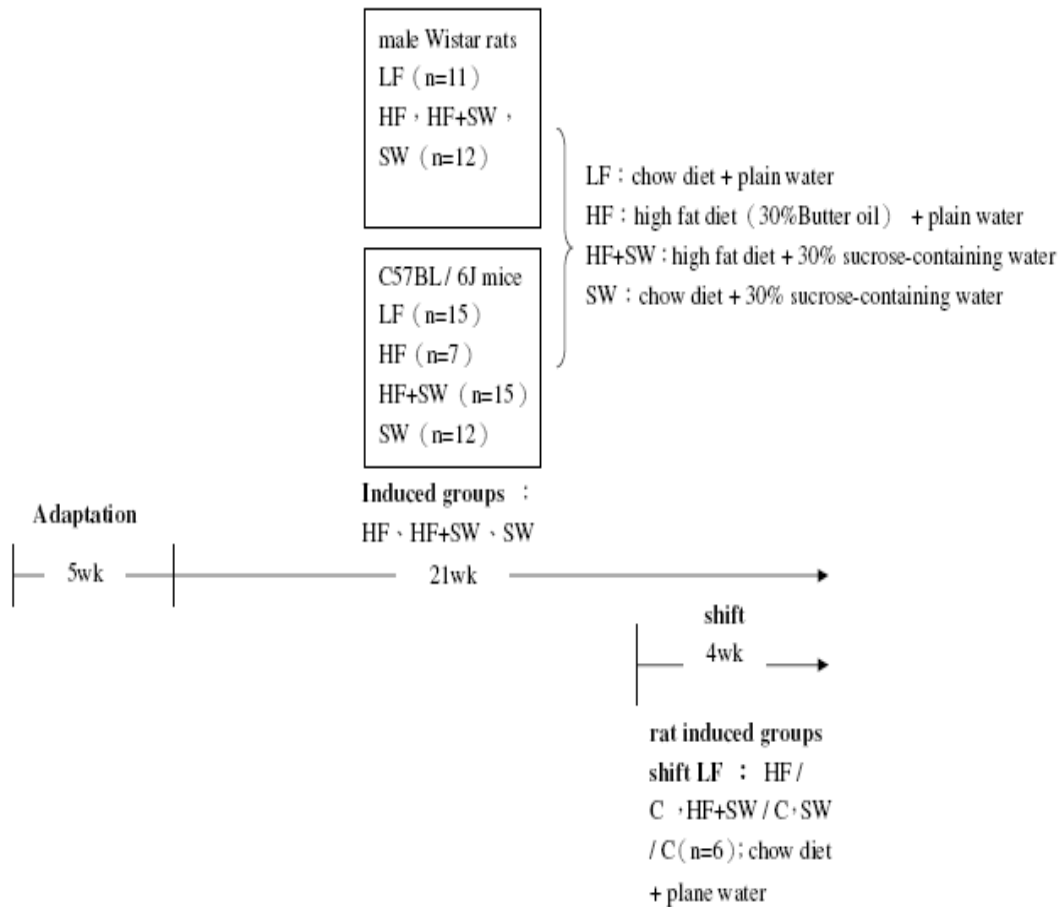 male Wistar rats
LF（n=11）
HF，HF+SW，
SW（n=12）
C57BL / 6J mice
LF（n=15）
HF（n=7）
HF+SW（n=15）
SW（n=12）
LF：chow diet + plain water
HF：high fat diet（30%Butter oil） + plain water
HF+SW：high fat diet + 30% sucrose-containing water
SW：chow diet + 30% sucrose-containing water
Induced groups ：
HF、HF+SW、SW
Adaptation
5wk
21wk
shift
4wk
rat induced groups
shift LF ： HF /
C ，HF+SW / C，SW
/ C(n=6)；chow diet
+ plane water